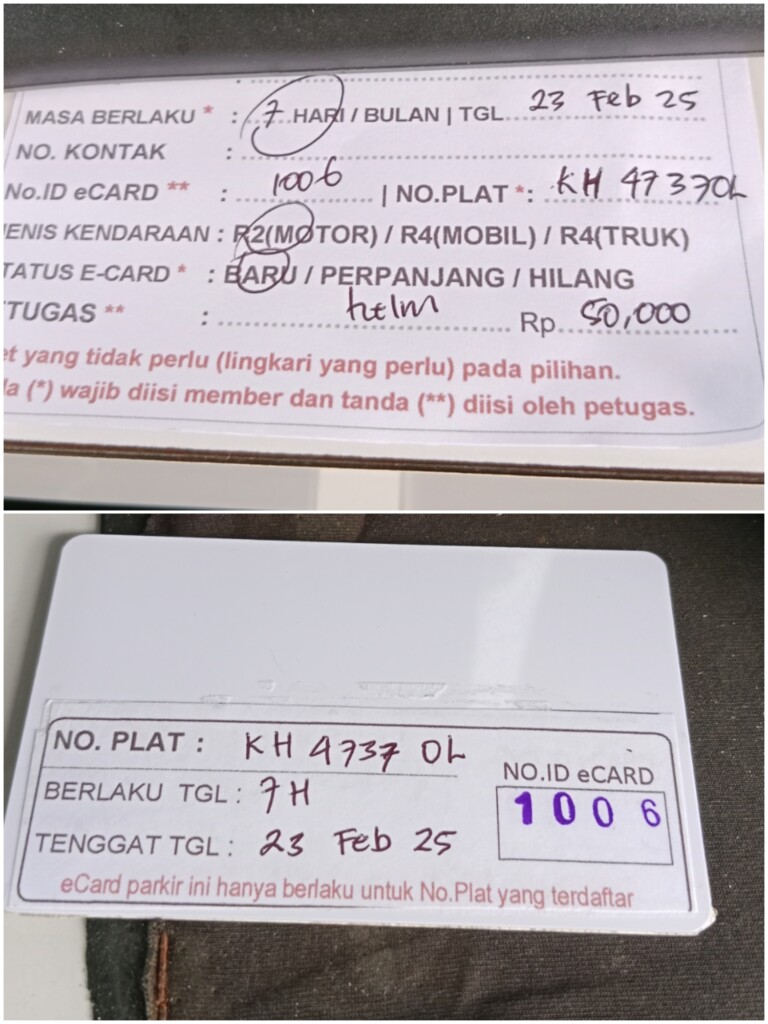 MASA BERLAKU * : 7 HARI / BULAN | TGL 23 Feb 25
NO. KONTAK :
No.ID eCARD ** : 1006 | NO.PLAT *: KH 4737OL
ENIS KENDARAAN : R2(MOTOR) / R4(MOBIL) / R4(TRUK)
TATUS E-CARD * : BARU / PERPANJANG / HILANG
TUGAS ** : helm Rp. 50,000
et yang tidak perlu (lingkari yang perlu) pada pilihan.
la (*) wajib diisi member dan tanda (**) diisi oleh petugas.
NO. PLAT : KH 4737 OL
BERLAKU TGL : 7H
TENGGAT TGL : 23 Feb 25
NO.ID eCARD
1006
eCard parkir ini hanya berlaku untuk No.Plat yang terdaftar